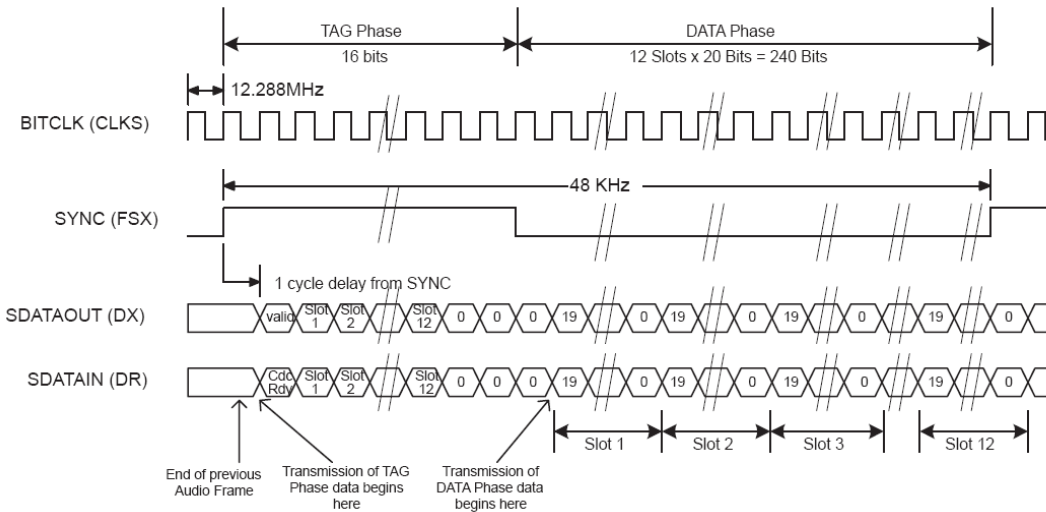 TAG Phase
DATA Phase
16 bits
12 Slots x 20 Bits = 240 Bits
12.288MHz
BITCLK (CLKS)
48 KHz
SYNC (FSX)
1 cycle delay from SYNC
SDATAOUT (DX)
valid
Slot
1
Slot
2
Slot
12
0
0
0
19
0
19
0
19
0
19
0
SDATAIN (DR)
Cdc
Rdy
Slot
1
Slot
2
Slot
12
0
0
0
19
0
19
0
19
0
19
0
Slot 1
Slot 2
Slot 3
Slot 12
End of previous
Audio Frame
Transmission of TAG
Phase data begins
here
Transmission of
DATA Phase data
begins here